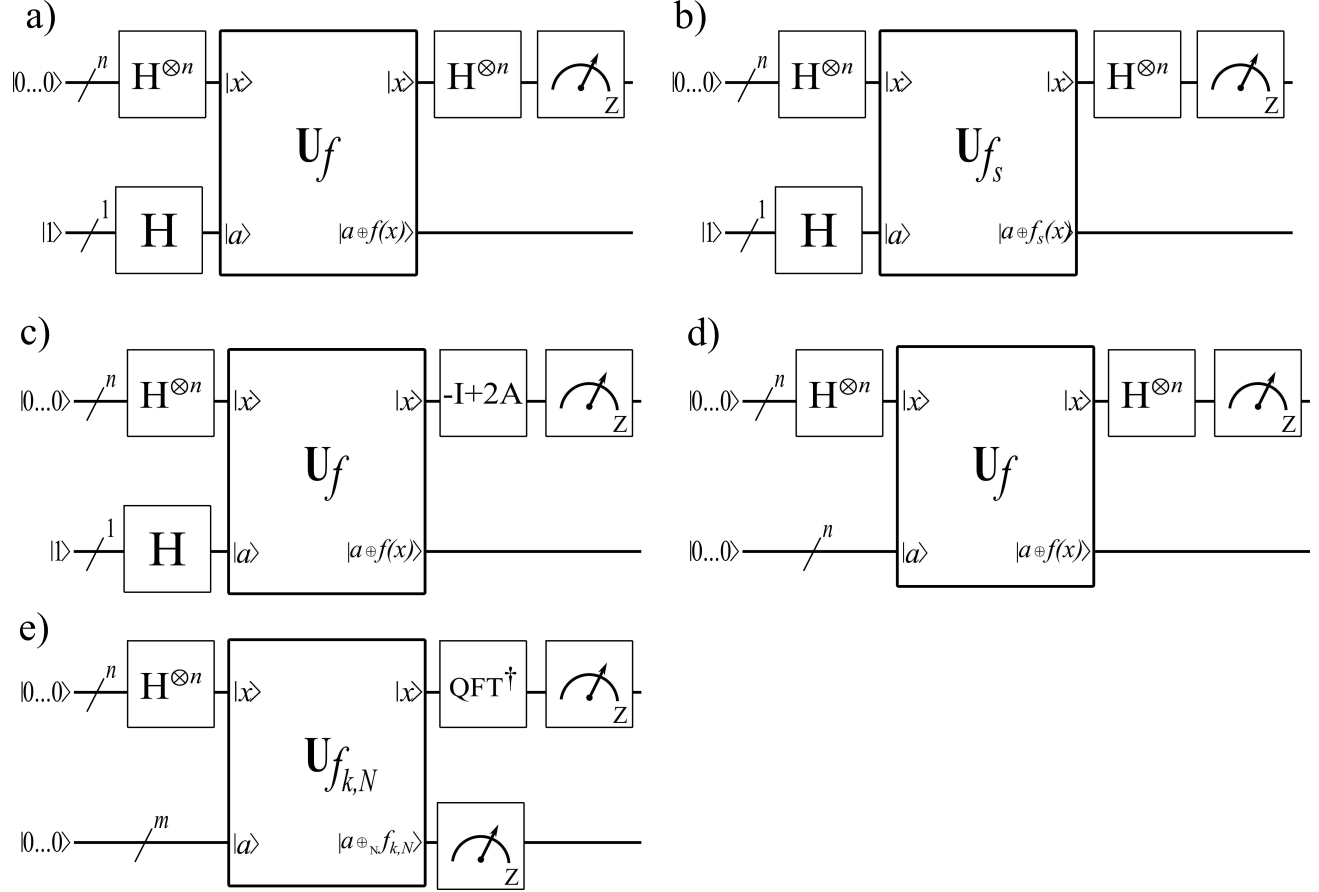 a)
|0...0⟩ n H⊗n |x⟩ |x⟩ H⊗n Z
Uf
|1⟩ 1 H |a⟩ |a⊕f(x)⟩
b)
|0...0⟩ n H⊗n |x⟩ |x⟩ H⊗n Z
Ufs
|1⟩ 1 H |a⟩ |a⊕fs(x)⟩
c)
|0...0⟩ n H⊗n |x⟩ |x⟩ -I+2A Z
Uf
|1⟩ 1 H |a⟩ |a⊕f(x)⟩
d)
|0...0⟩ n H⊗n |x⟩ |x⟩ H⊗n Z
Uf
|0...0⟩ n |a⟩ |a⊕f(x)⟩
e)
|0...0⟩ n H⊗n |x⟩ |x⟩ QFT† Z
Ufk,N
|0...0⟩ m |a⟩ |a⊕N fk,N⟩ Z